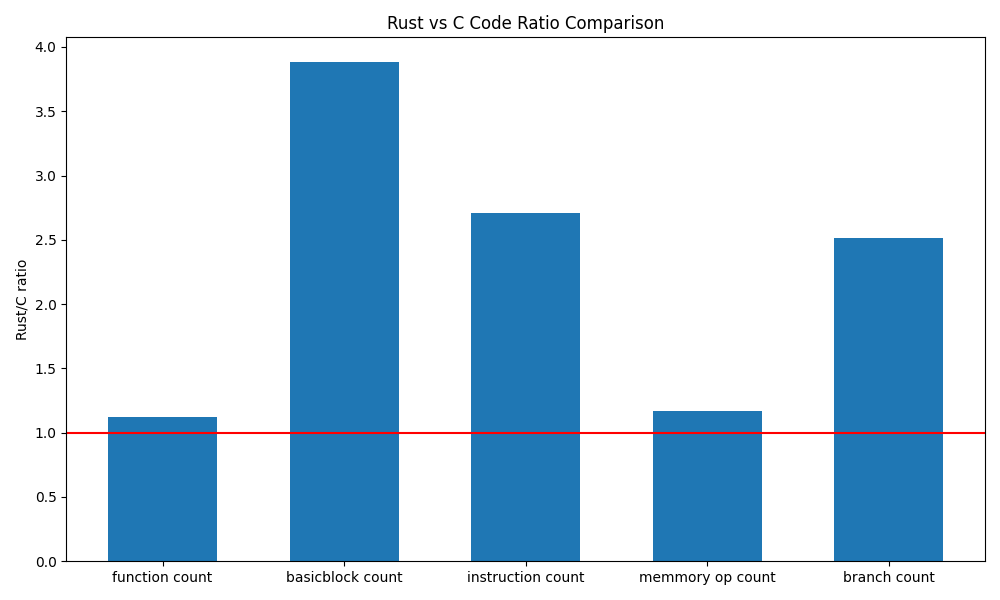 Rust vs C Code Ratio Comparison
Rust/C ratio
4.0
3.5
3.0
2.5
2.0
1.5
1.0
0.5
0.0
function count
basicblock count
instruction count
memmory op count
branch count